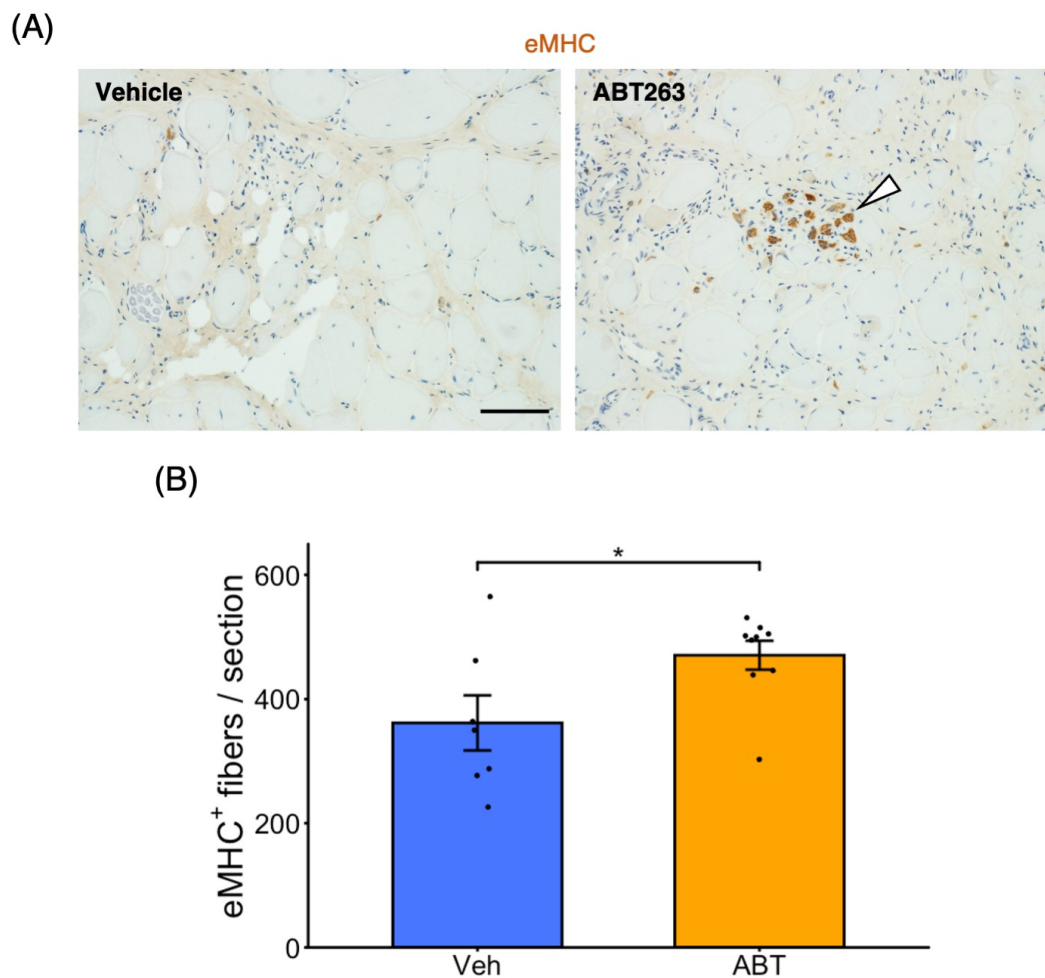 (A)
eMHC
Vehicle
ABT263
(B)
*
eMHC⁺ fibers / section
600
400
200
0
Veh
ABT